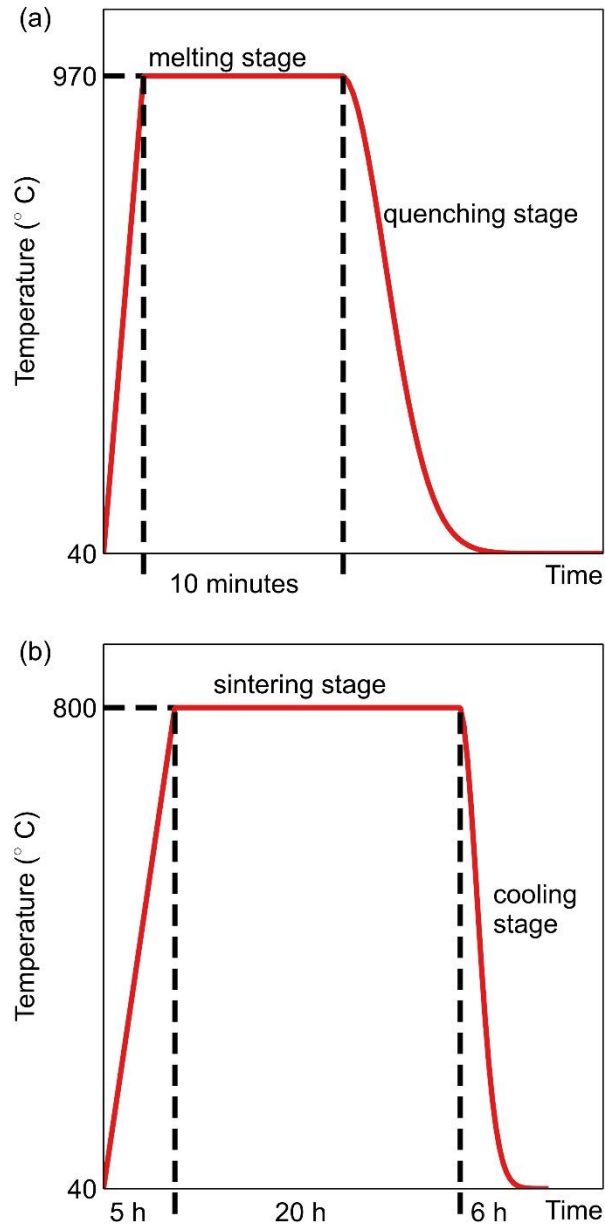 (a)
melting stage
970
quenching stage
Temperature (° C)
40
Time
10 minutes
(b)
sintering stage
800
cooling
stage
Temperature (° C)
40
Time
5 h
20 h
6 h